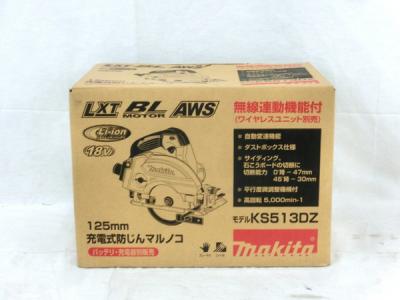 LXT BL MOTOR AWS
Li-ion
18V
無線連動機能付
(ワイヤレスユニット別売)
●自動変速機能
●ダストボックス仕様
●サイディング、
石こうボードの切断に
切断能力 0°時-47mm
45°時-30mm
●平行度微調整機構付
●高回転 5,000min-1
makita
125mm
充電式防じんマルノコ
バッテリ・充電器別販売
モデル KS513DZ
makita